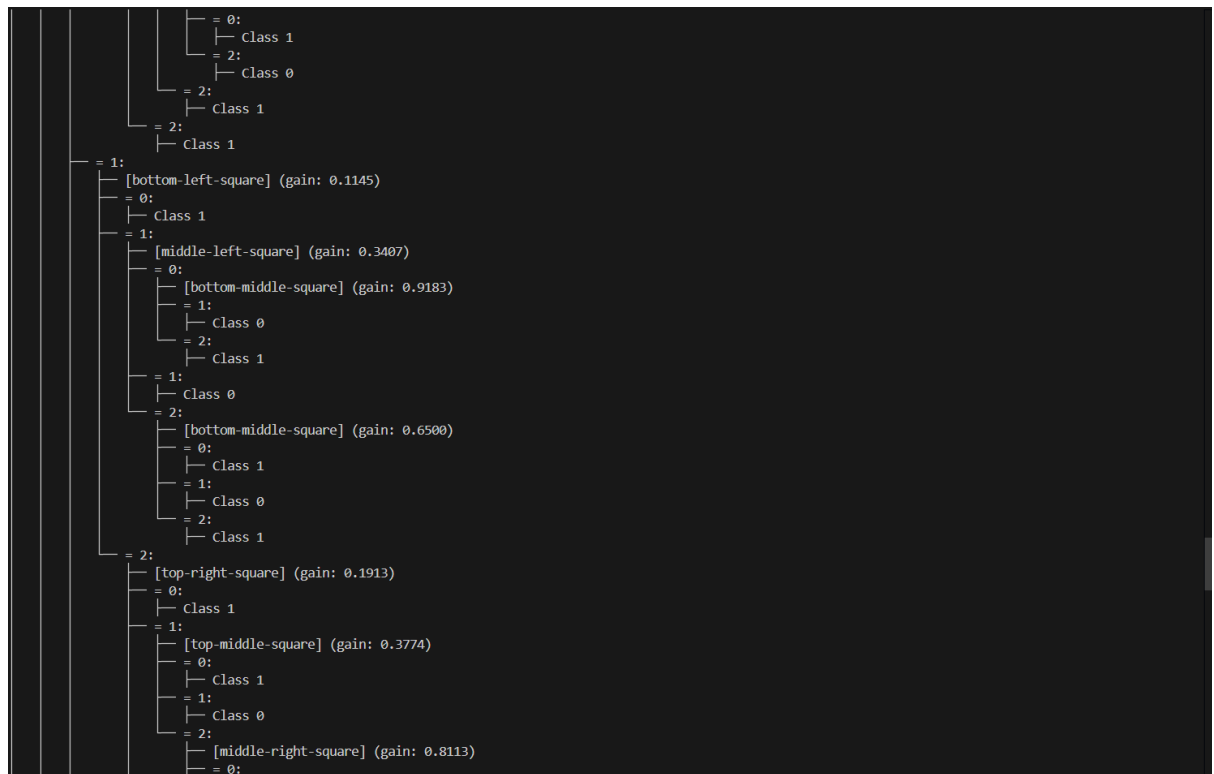 = 0:
Class 1
= 2:
Class 0
= 2:
Class 1
= 2:
Class 1
= 1:
[bottom-left-square] (gain: 0.1145)
= 0:
Class 1
= 1:
[middle-left-square] (gain: 0.3407)
= 0:
[bottom-middle-square] (gain: 0.9183)
= 1:
Class 0
= 2:
Class 1
= 1:
Class 0
= 2:
[bottom-middle-square] (gain: 0.6500)
= 0:
Class 1
= 1:
Class 0
= 2:
Class 1
= 2:
[top-right-square] (gain: 0.1913)
= 0:
Class 1
= 1:
[top-middle-square] (gain: 0.3774)
= 0:
Class 1
= 1:
Class 0
= 2:
[middle-right-square] (gain: 0.8113)
= 0: